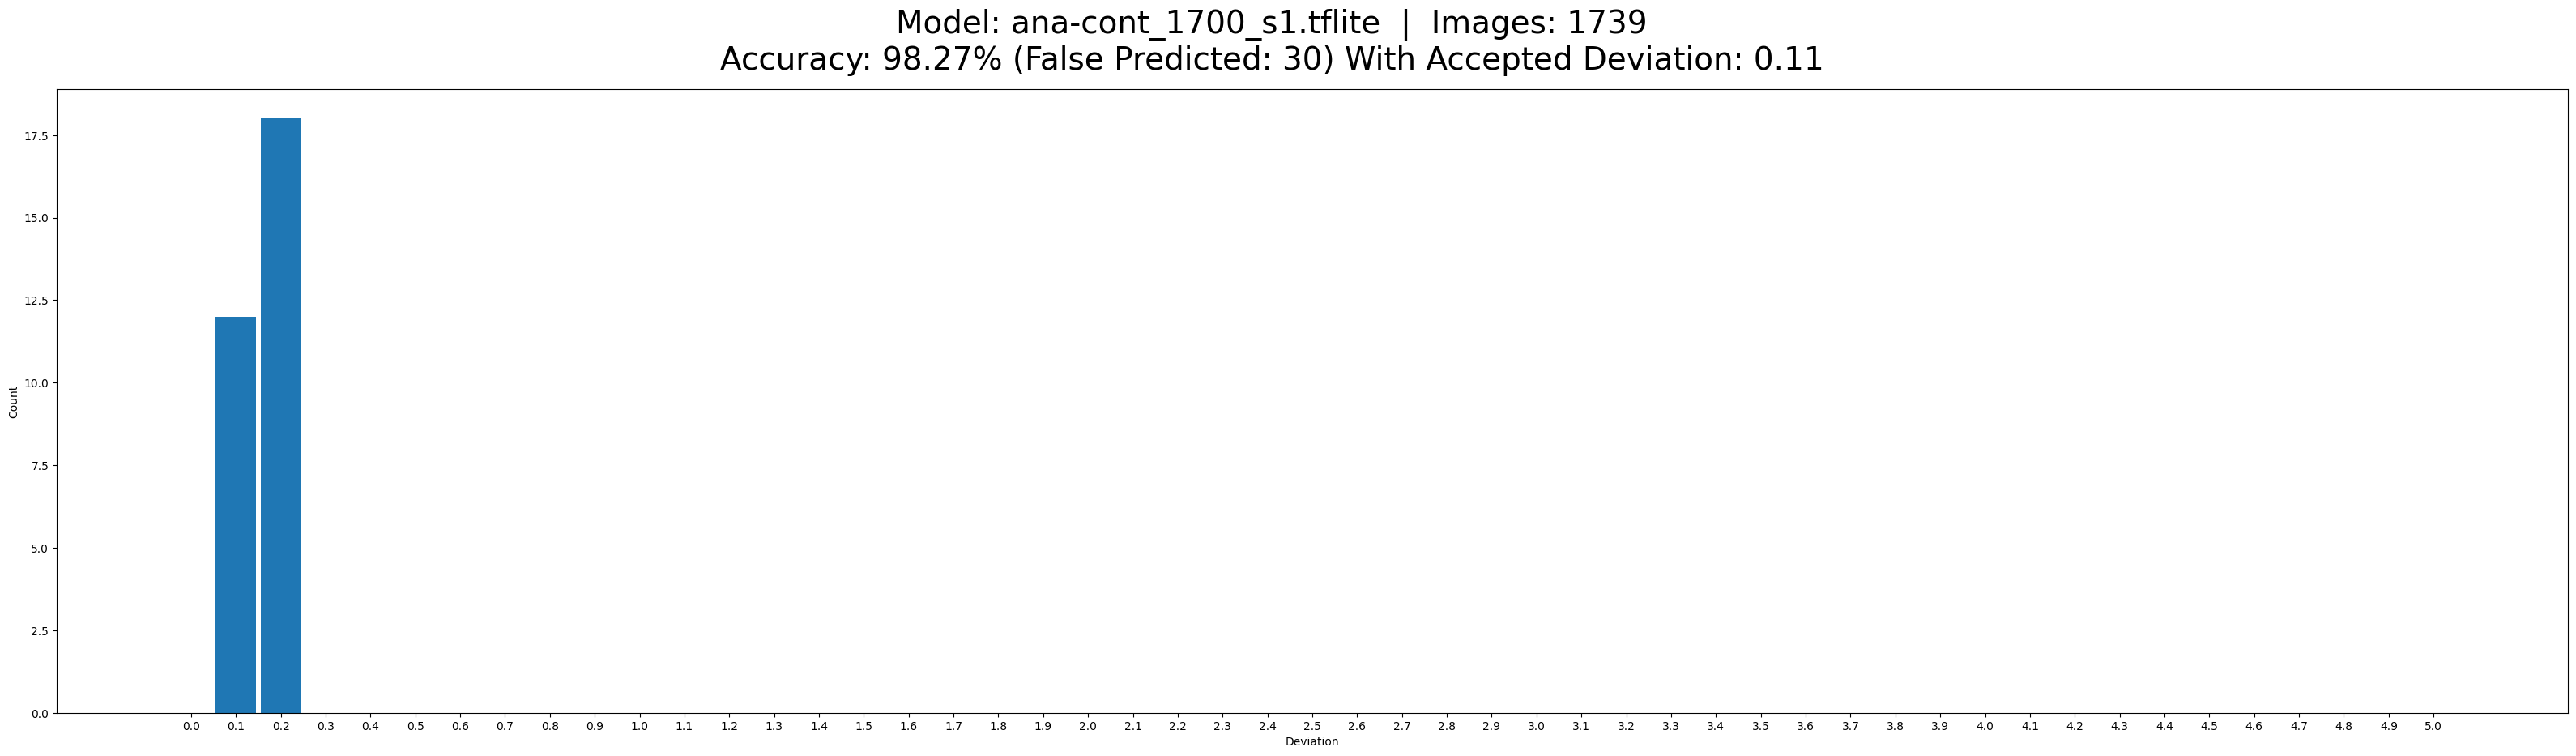 Model: ana-cont_1700_s1.tflite | Images: 1739
Accuracy: 98.27% (False Predicted: 30) With Accepted Deviation: 0.11
17.5
15.0
12.5
10.0
7.5
5.0
2.5
0.0
Count
0.0 0.1 0.2 0.3 0.4 0.5 0.6 0.7 0.8 0.9 1.0 1.1 1.2 1.3 1.4 1.5 1.6 1.7 1.8 1.9 2.0 2.1 2.2 2.3 2.4 2.5 2.6 2.7 2.8 2.9 3.0 3.1 3.2 3.3 3.4 3.5 3.6 3.7 3.8 3.9 4.0 4.1 4.2 4.3 4.4 4.5 4.6 4.7 4.8 4.9 5.0
Deviation